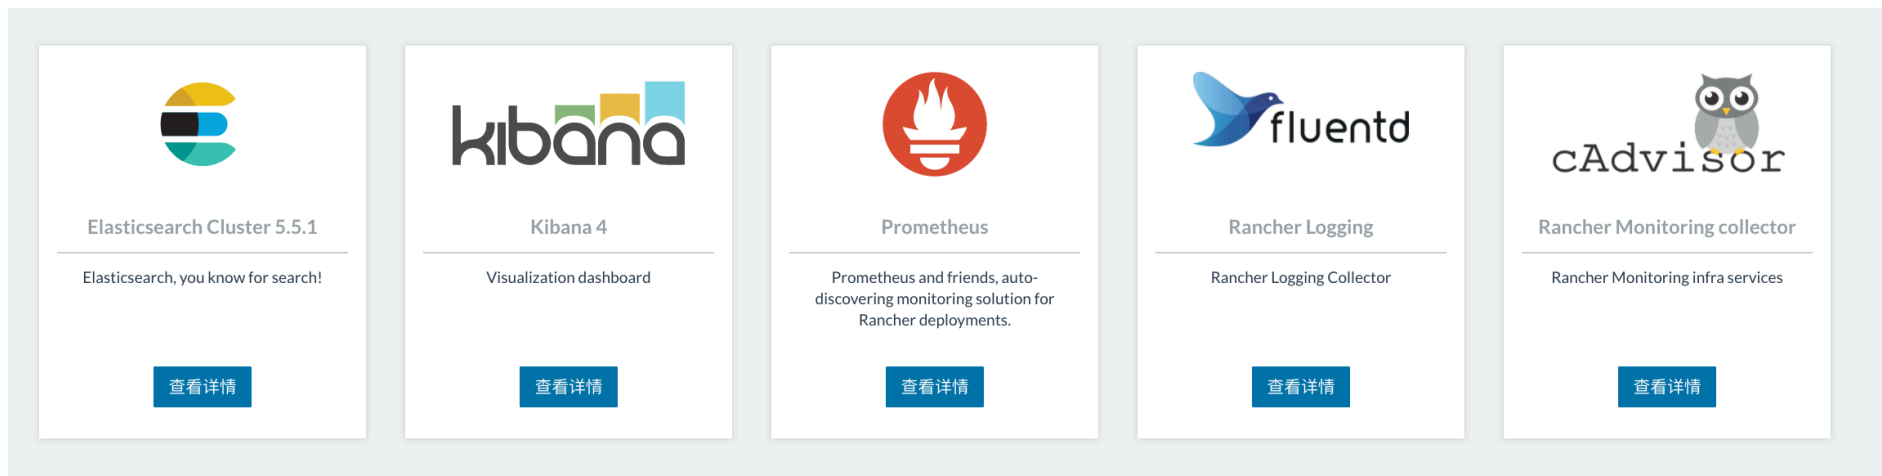 kibana
fluentd
cAdvisor
Elasticsearch Cluster 5.5.1
Kibana 4
Prometheus
Rancher Logging
Rancher Monitoring collector
Elasticsearch, you know for search!
Visualization dashboard
Prometheus and friends, auto-
discovering monitoring solution for
Rancher deployments.
Rancher Logging Collector
Rancher Monitoring infra services
查看详情
查看详情
查看详情
查看详情
查看详情